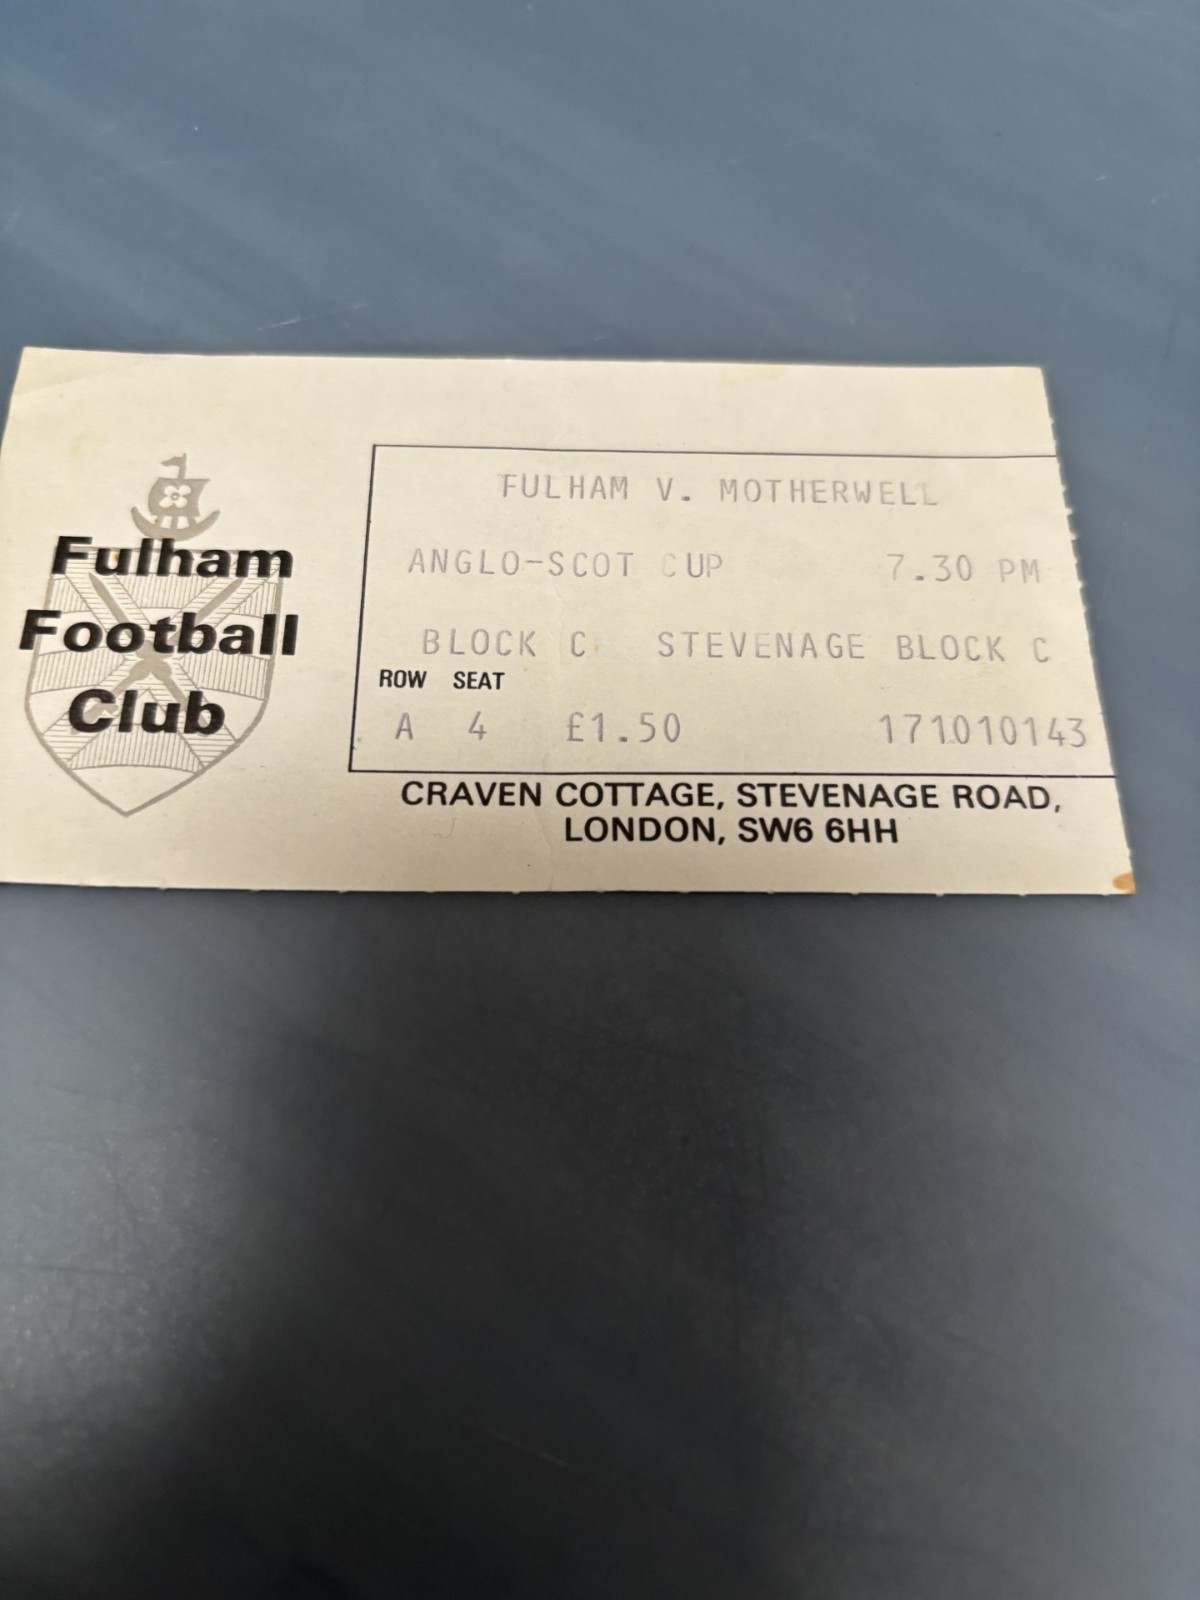 Fulham
Football
Club
FULHAM V. MOTHERWELL
ANGLO-SCOT CUP 7.30 PM
BLOCK C STEVENAGE BLOCK C
ROW SEAT
A 4 £1.50 171010143
CRAVEN COTTAGE, STEVENAGE ROAD,
LONDON, SW6 6HH